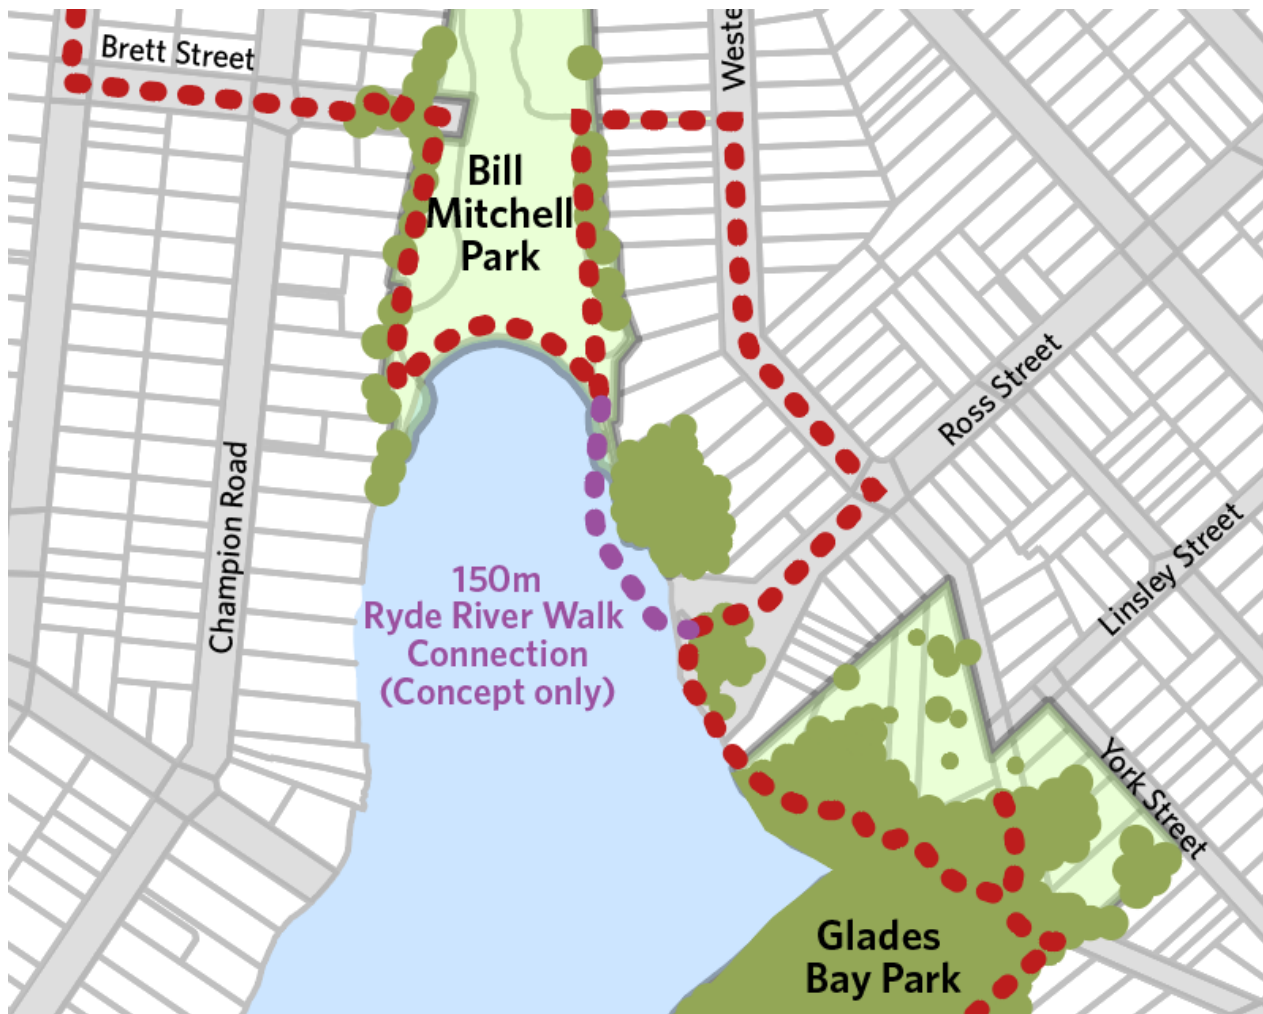 Brett Street
Weste
Bill
Mitchell
Park
Ross Street
Champion Road
Linsley Street
150m
Ryde River Walk
Connection
(Concept only)
York Street
Glades
Bay Park